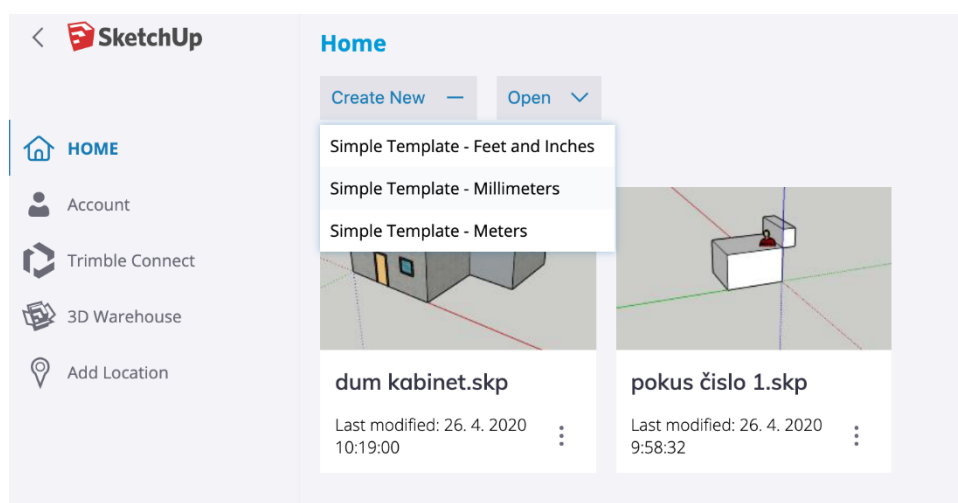 SketchUp
HOME
Account
Trimble Connect
3D Warehouse
Add Location
Home
Create New
Open
Simple Template - Feet and Inches
Simple Template - Millimeters
Simple Template - Meters
dum kabinet.skp
Last modified: 26. 4. 2020
10:19:00
pokus čislo 1.skp
Last modified: 26. 4. 2020
9:58:32